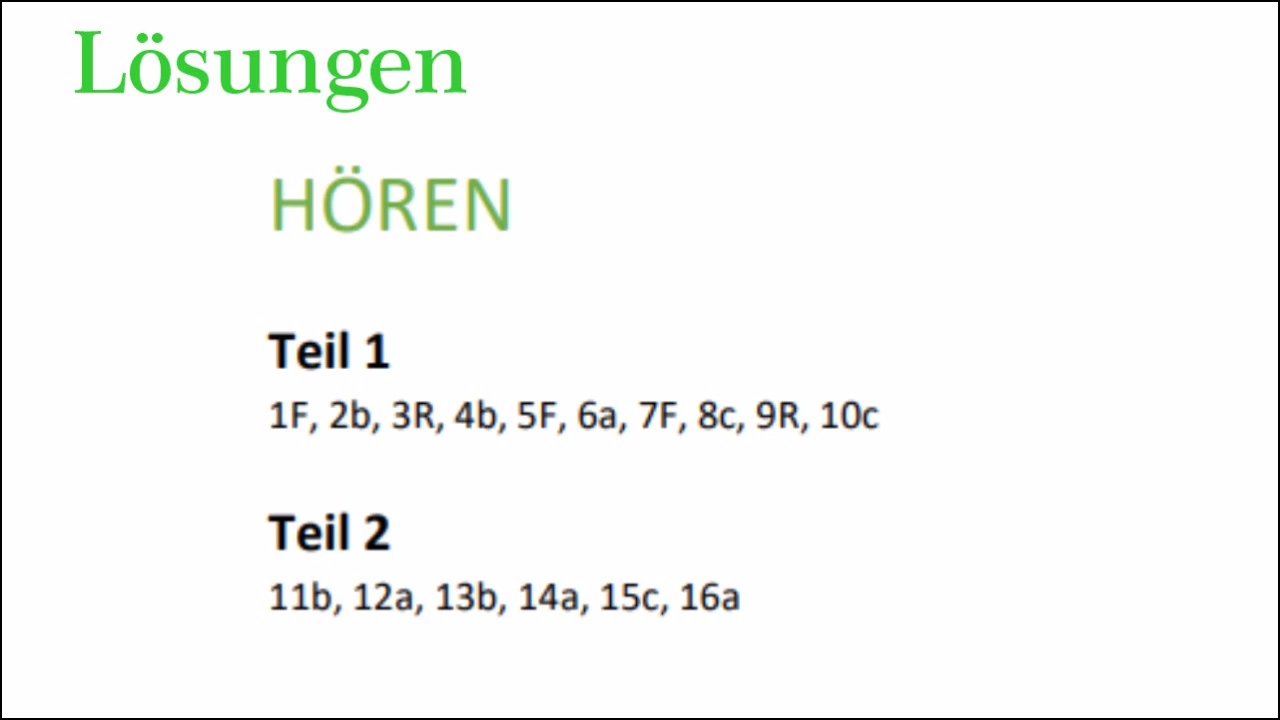 Lösungen
HÖREN
Teil 1
1F, 2b, 3R, 4b, 5F, 6a, 7F, 8c, 9R, 10c
Teil 2
11b, 12a, 13b, 14a, 15c, 16a